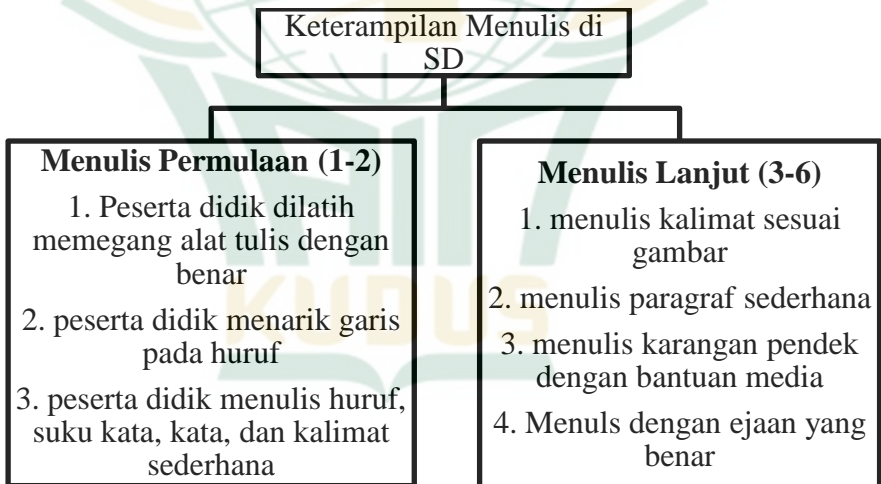 Keterampilan Menulis di
SD
Menulis Permulaan (1-2)
1. Peserta didik dilatih
memegang alat tulis dengan
benar
2. peserta didik menarik garis
pada huruf
3. peserta didik menulis huruf,
suku kata, kata, dan kalimat
sederhana
Menulis Lanjut (3-6)
1. menulis kalimat sesuai
gambar
2. menulis paragraf sederhana
3. menulis karangan pendek
dengan bantuan media
4. Menuls dengan ejaan yang
benar
KUDUS